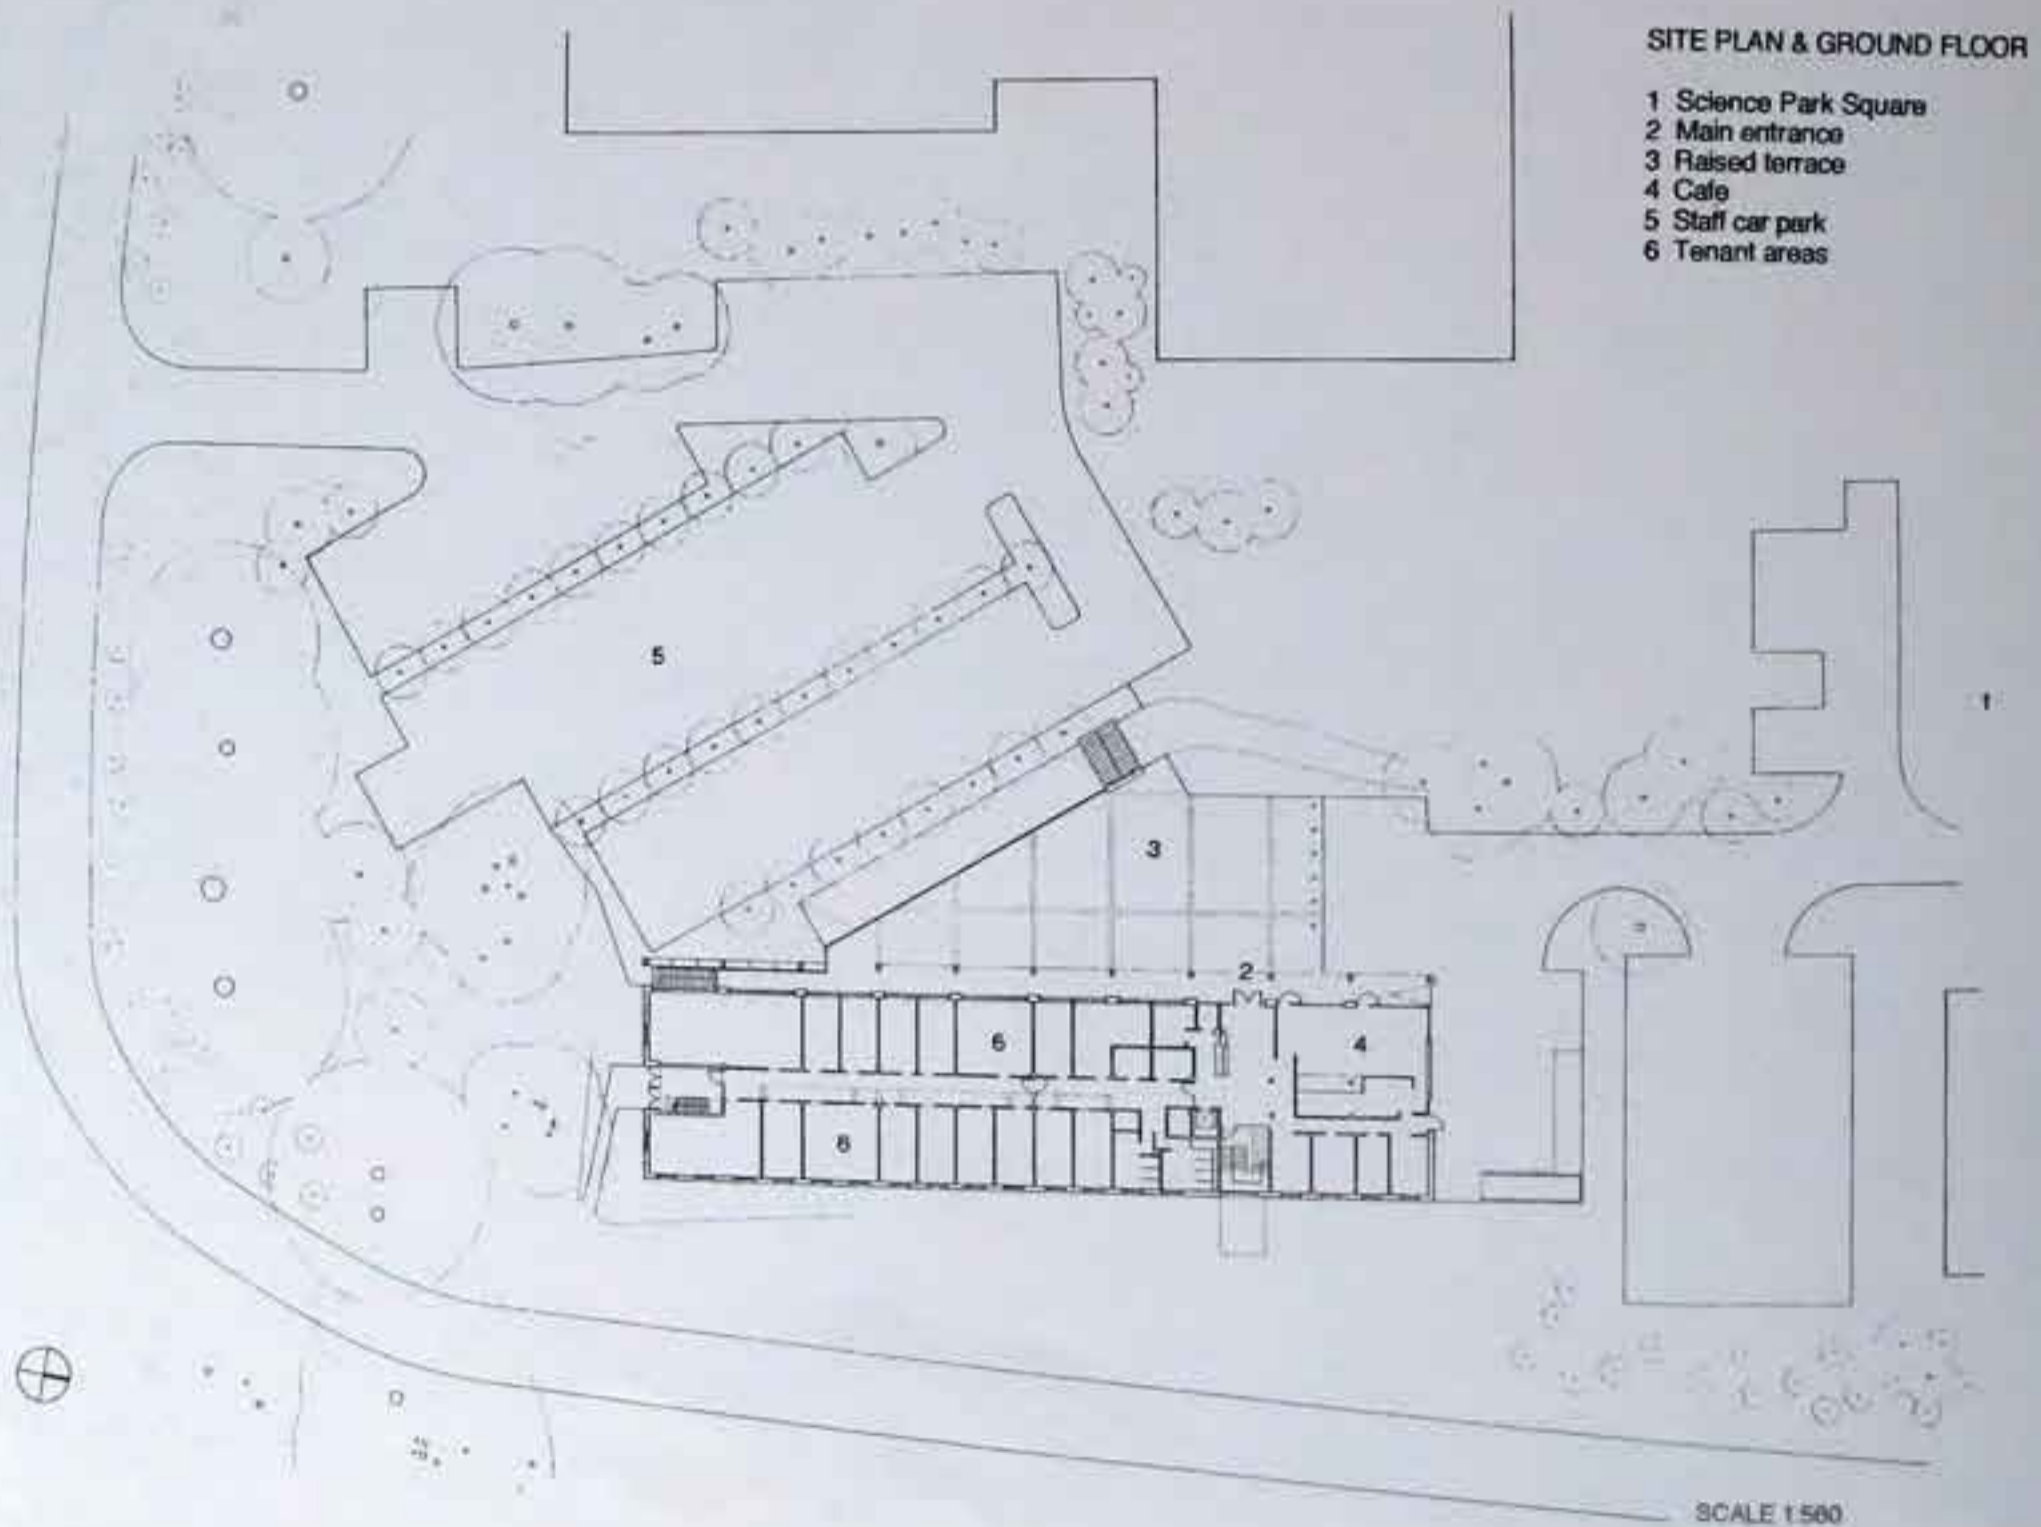 SITE PLAN & GROUND FLOOR
1 Science Park Square
2 Main entrance
3 Raised terrace
4 Cafe
5 Staff car park
6 Tenant areas
5
1
3
2
6
4
6
SCALE 1:500